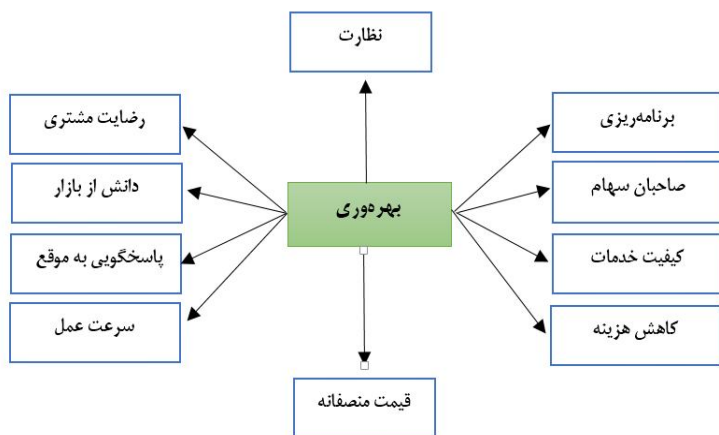 نظارت
برنامه‌ریزی
رضایت مشتری
صاحبان سهام
دانش از بازار
بهره‌وری
کیفیت خدمات
پاسخگویی به موقع
کاهش هزینه
سرعت عمل
قیمت منصفانه